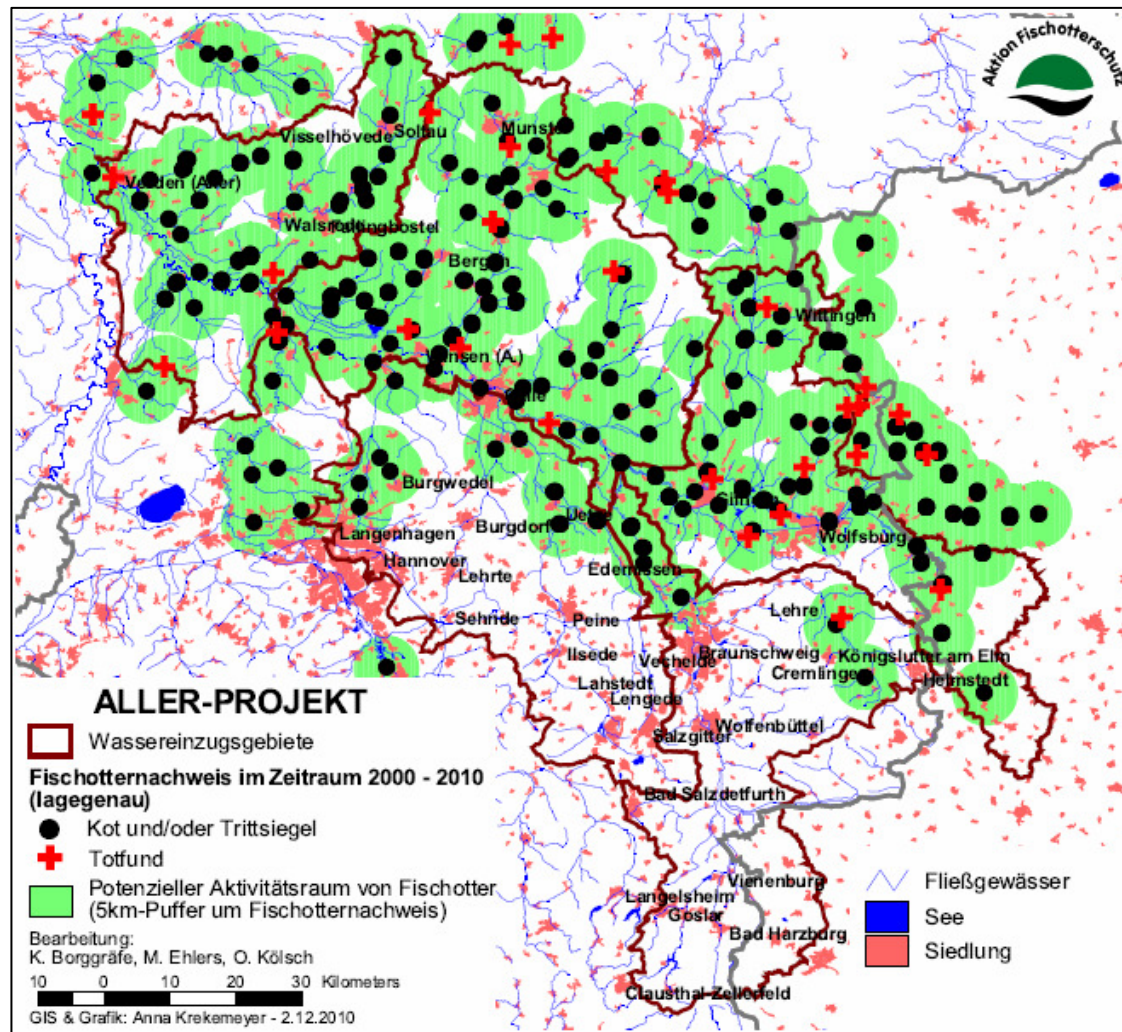 Aktion Fischotterschutz
Munster
Visselhövede
Soltau
Verden (Aller)
Walsrode
Fallingbostel
Bergen
Wittingen
Winsen (A.)
Celle
Burgwedel
Gifhorn
Burgdorf
Uetze
Langenhagen
Wolfsburg
Hannover
Lehrte
Edemissen
Lehre
Sehnde
Peine
Braunschweig
Ilsede
Vechelde
Königslutter am Elm
Cremlingen
Helmstedt
Lahstedt
Lengede
Wolfenbüttel
Salzgitter
Bad Salzdetfurth
Vienenburg
Langelsheim
Goslar
Bad Harzburg
Clausthal-Zellerfeld
ALLER-PROJEKT
Wassereinzugsgebiete
Fischotternachweis im Zeitraum 2000 - 2010
(lagegenau)
Kot und/oder Trittsiegel
Totfund
Potenzieller Aktivitätsraum von Fischotter
(5km-Puffer um Fischotternachweis)
Bearbeitung:
K. Borggräfe, M. Ehlers, O. Kölsch
10 0 10 20 30 Kilometers
GIS & Grafik: Anna Krekemeyer - 2.12.2010
Fließgewässer
See
Siedlung